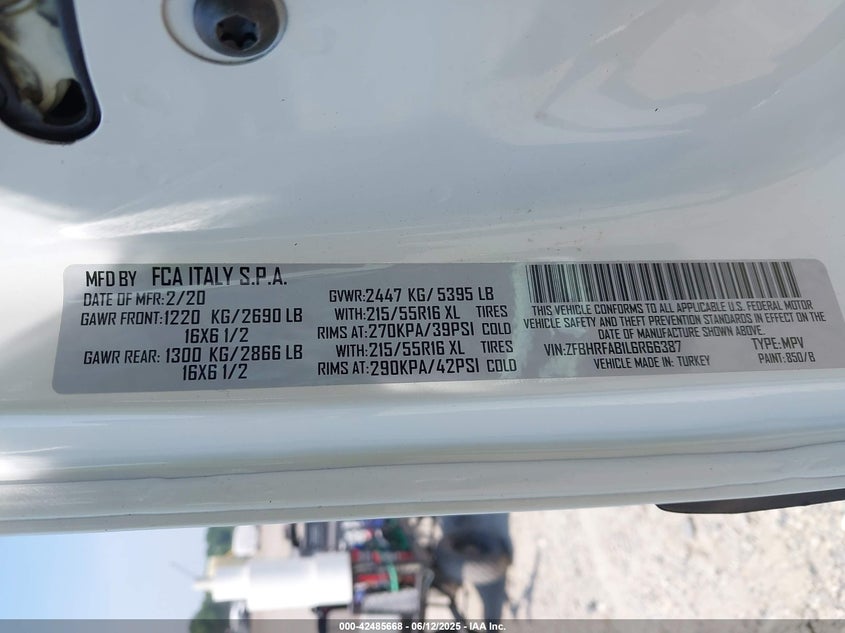 MFD BY FCA ITALY S.P.A.
DATE OF MFR: 2/20 GVWR: 2447 KG/ 5395 LB
GAWR FRONT: 1220 KG/2690 LB WITH: 215/55R16 XL TIRES
16X6 1/2 RIMS AT: 270KPA/39PSI COLD
GAWR REAR: 1300 KG/2866 LB WITH: 215/55R16 XL TIRES
16X6 1/2 RIMS AT: 290KPA/42PSI COLD
THIS VEHICLE CONFORMS TO ALL APPLICABLE U.S. FEDERAL MOTOR
VEHICLE SAFETY, BUMPER, AND THEFT PREVENTION STANDARDS IN EFFECT ON THE
DATE OF MANUFACTURE SHOWN ABOVE.
VIN: ZFBHRFAB1L6R66387 TYPE: MPV
VEHICLE MADE IN: TURKEY PAINT: 850/B
000-42485668 - 06/12/2025 - IAA Inc.